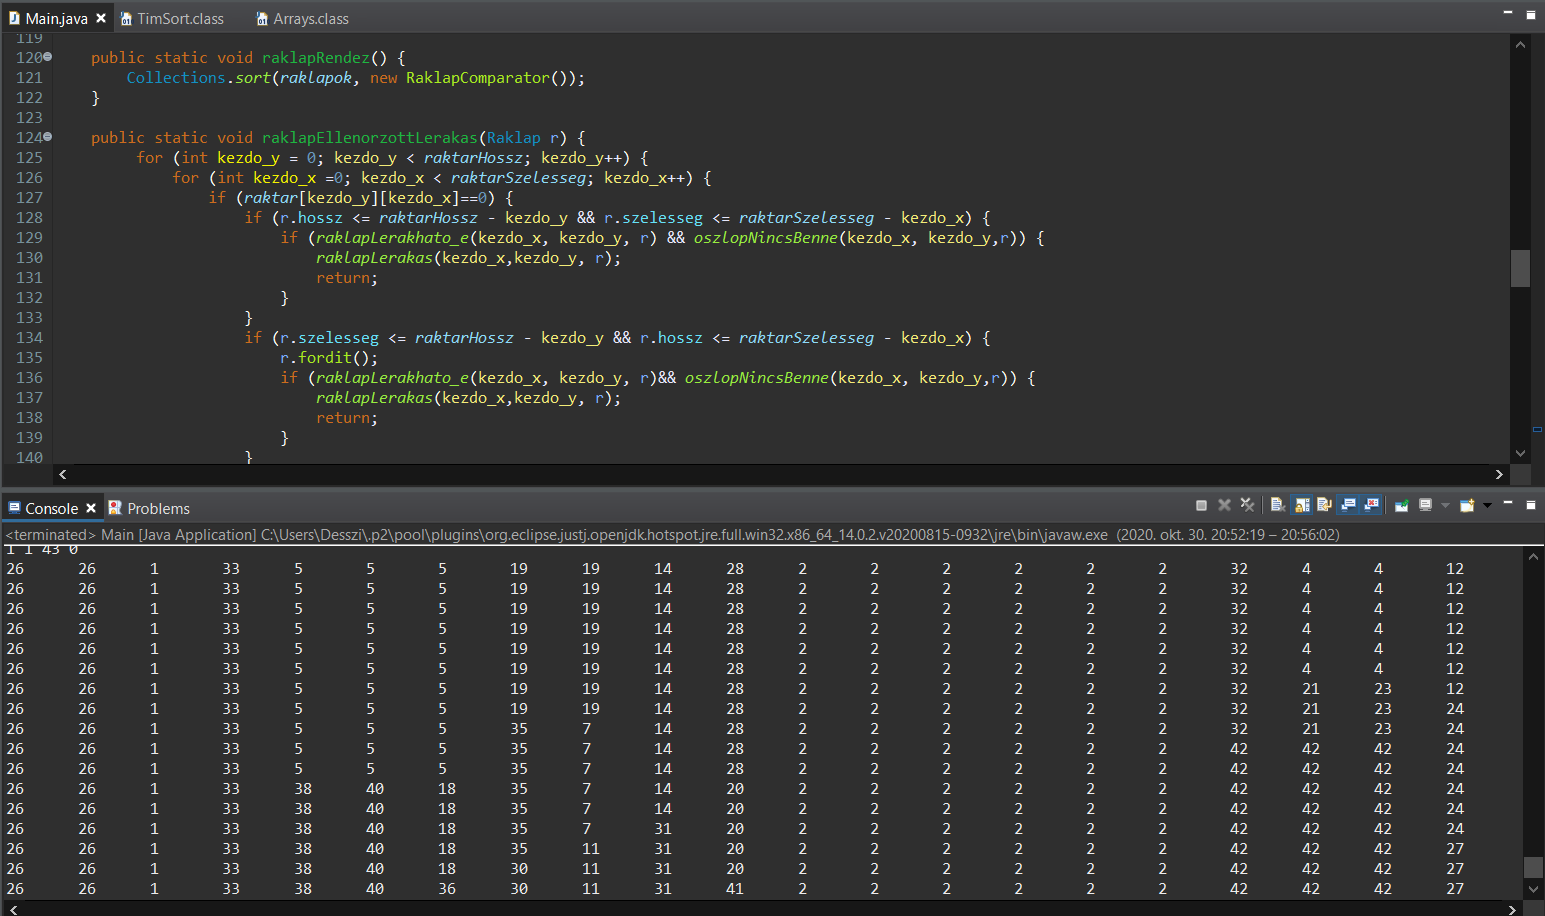 Main.java TimSort.class Arrays.class
119
120 public static void raklapRendez() {
121 Collections.sort(raklapok, new RaklapComparator());
122 }
123
124 public static void raklapEllenorzottLerakas(Raklap r) {
125 for (int kezdo_y = 0; kezdo_y < raktarHossz; kezdo_y++) {
126 for (int kezdo_x =0; kezdo_x < raktarSzelesseg; kezdo_x++) {
127 if (raktar[kezdo_y][kezdo_x]==0) {
128 if (r.hossz <= raktarHossz - kezdo_y && r.szelesseg <= raktarSzelesseg - kezdo_x) {
129 if (raklapLerakhato_e(kezdo_x, kezdo_y, r) && oszlopNincsBenne(kezdo_x, kezdo_y,r)) {
130 raklapLerakas(kezdo_x,kezdo_y, r);
131 return;
132 }
133 }
134 if (r.szelesseg <= raktarHossz - kezdo_y && r.hossz <= raktarSzelesseg - kezdo_x) {
135 r.fordit();
136 if (raklapLerakhato_e(kezdo_x, kezdo_y, r)&& oszlopNincsBenne(kezdo_x, kezdo_y,r)) {
137 raklapLerakas(kezdo_x,kezdo_y, r);
138 return;
139 }
140 }
Console Problems
<terminated> Main [Java Application] C:\Users\Desszi\.p2\pool\plugins\org.eclipse.justj.openjdk.hotspot.jre.full.win32.x86_64_14.0.2.v20200815-0932\jre\bin\javaw.exe (2020. okt. 30. 20:52:19 – 20:56:02)
1 1 43 0
26 26 1 33 5 5 5 19 19 14 28 2 2 2 2 2 2 32 4 4 12
26 26 1 33 5 5 5 19 19 14 28 2 2 2 2 2 2 32 4 4 12
26 26 1 33 5 5 5 19 19 14 28 2 2 2 2 2 2 32 4 4 12
26 26 1 33 5 5 5 19 19 14 28 2 2 2 2 2 2 32 4 4 12
26 26 1 33 5 5 5 19 19 14 28 2 2 2 2 2 2 32 4 4 12
26 26 1 33 5 5 5 19 19 14 28 2 2 2 2 2 2 32 4 4 12
26 26 1 33 5 5 5 19 19 14 28 2 2 2 2 2 2 32 21 23 12
26 26 1 33 5 5 5 19 19 14 28 2 2 2 2 2 2 32 21 23 24
26 26 1 33 5 5 5 35 7 14 28 2 2 2 2 2 2 32 21 23 24
26 26 1 33 5 5 5 35 7 14 28 2 2 2 2 2 2 42 42 42 24
26 26 1 33 5 5 5 35 7 14 28 2 2 2 2 2 2 42 42 42 24
26 26 1 33 38 40 18 35 7 14 20 2 2 2 2 2 2 42 42 42 24
26 26 1 33 38 40 18 35 7 14 20 2 2 2 2 2 2 42 42 42 24
26 26 1 33 38 40 18 35 7 31 20 2 2 2 2 2 2 42 42 42 24
26 26 1 33 38 40 18 35 11 31 20 2 2 2 2 2 2 42 42 42 27
26 26 1 33 38 40 18 30 11 31 20 2 2 2 2 2 2 42 42 42 27
26 26 1 33 38 40 36 30 11 31 41 2 2 2 2 2 2 42 42 42 27